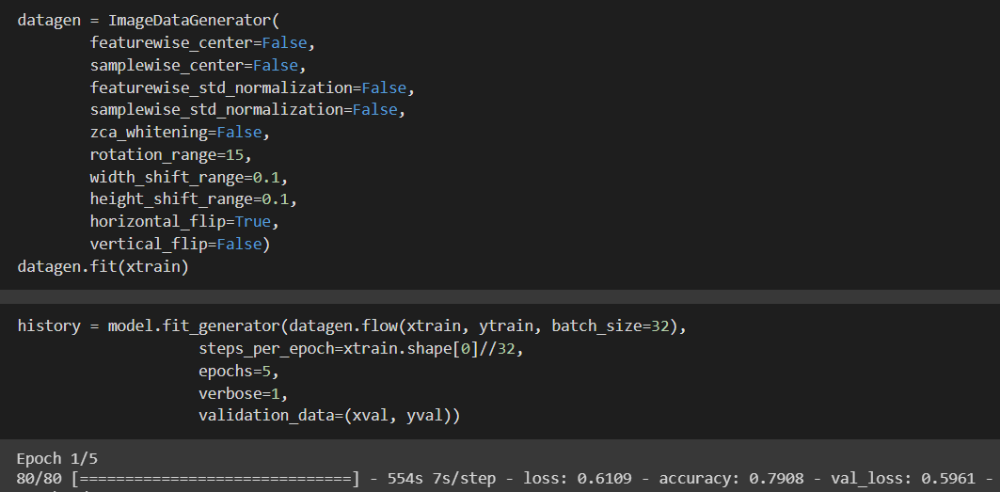 datagen = ImageDataGenerator(
        featurewise_center=False,
        samplewise_center=False,
        featurewise_std_normalization=False,
        samplewise_std_normalization=False,
        zca_whitening=False,
        rotation_range=15,
        width_shift_range=0.1,
        height_shift_range=0.1,
        horizontal_flip=True,
        vertical_flip=False)
datagen.fit(xtrain)
history = model.fit_generator(datagen.flow(xtrain, ytrain, batch_size=32),
                    steps_per_epoch=xtrain.shape[0]//32,
                    epochs=5,
                    verbose=1,
                    validation_data=(xval, yval))
Epoch 1/5
80/80 [==============================] - 554s 7s/step - loss: 0.6109 - accuracy: 0.7908 - val_loss: 0.5961 -